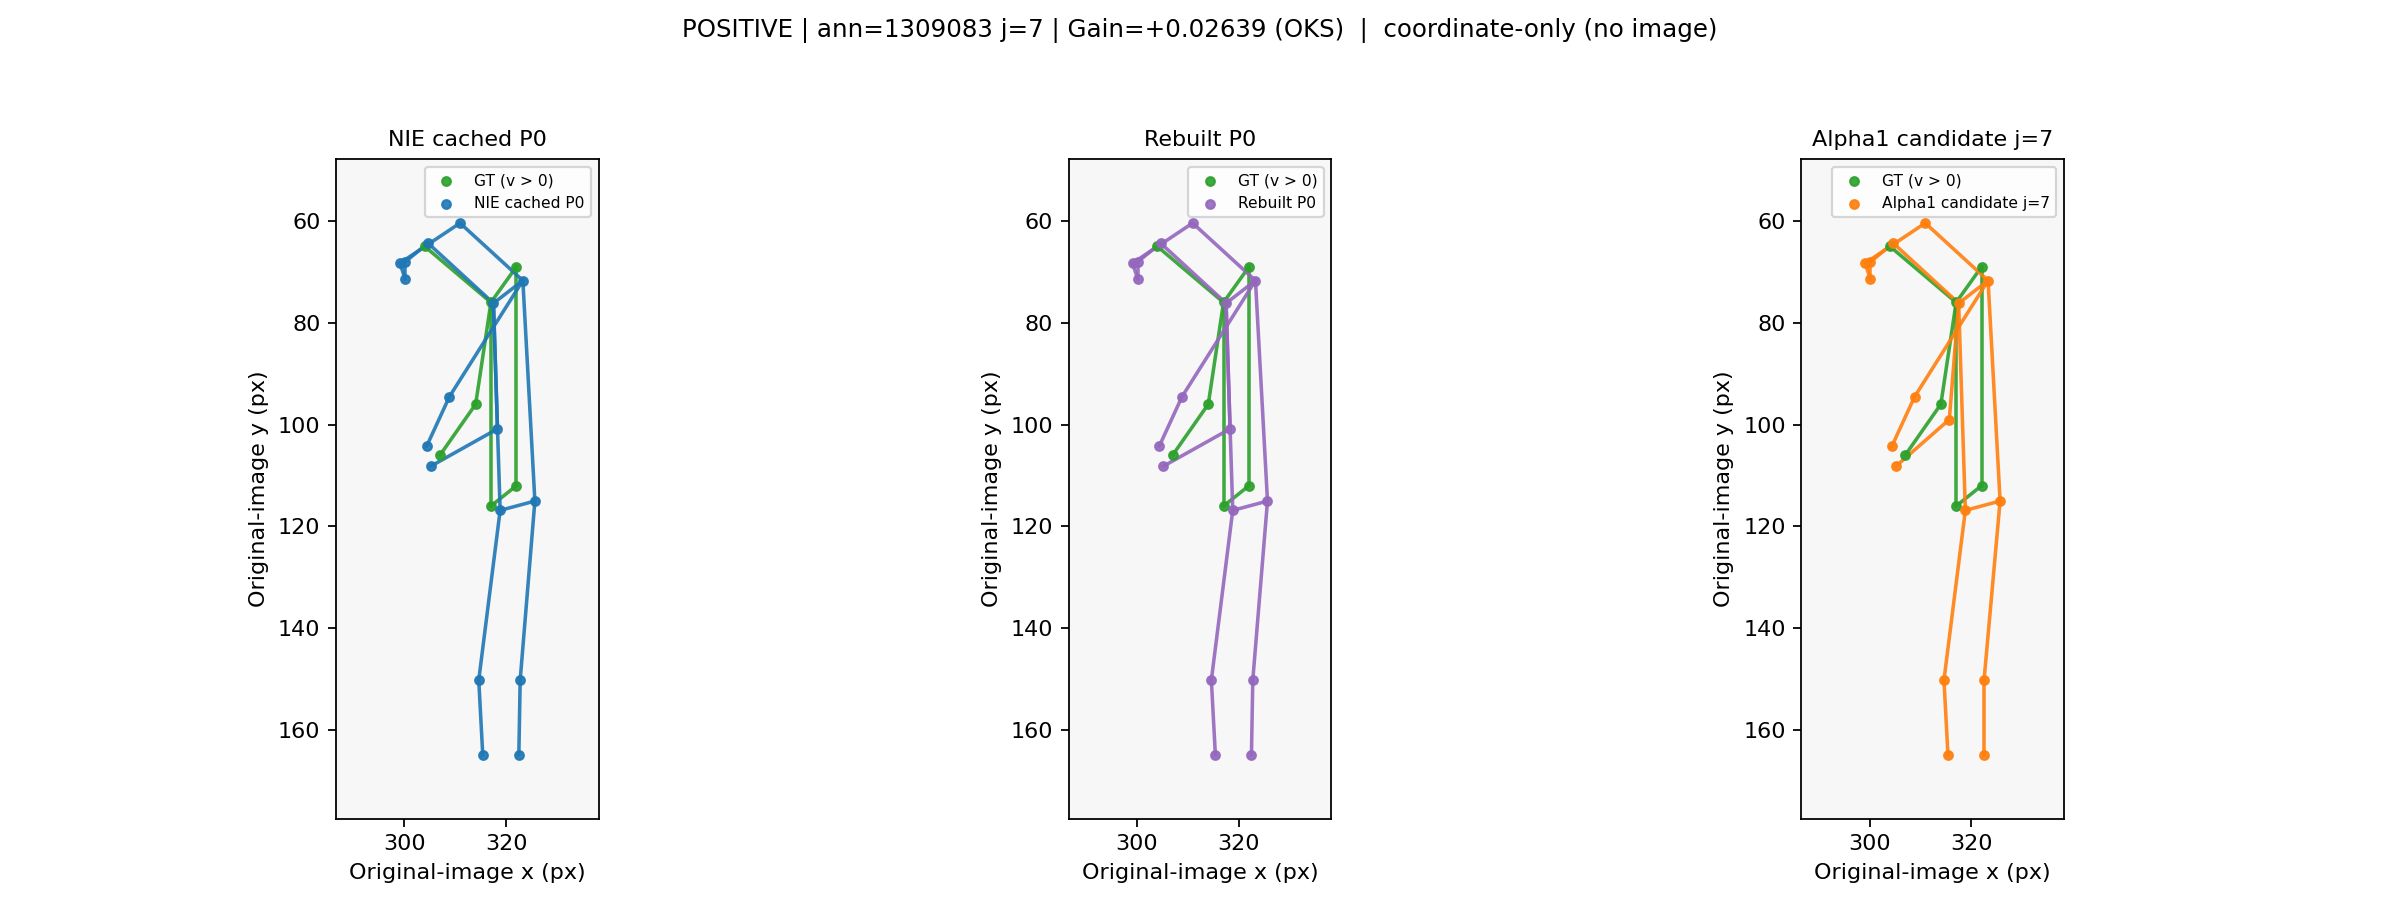 POSITIVE | ann=1309083 j=7 | Gain=+0.02639 (OKS)  |  coordinate-only (no image)
NIE cached P0
GT (v > 0)
NIE cached P0
60
80
100
120
140
160
300
320
Original-image y (px)
Original-image x (px)
Rebuilt P0
GT (v > 0)
Rebuilt P0
60
80
100
120
140
160
300
320
Original-image y (px)
Original-image x (px)
Alpha1 candidate j=7
GT (v > 0)
Alpha1 candidate j=7
60
80
100
120
140
160
300
320
Original-image y (px)
Original-image x (px)